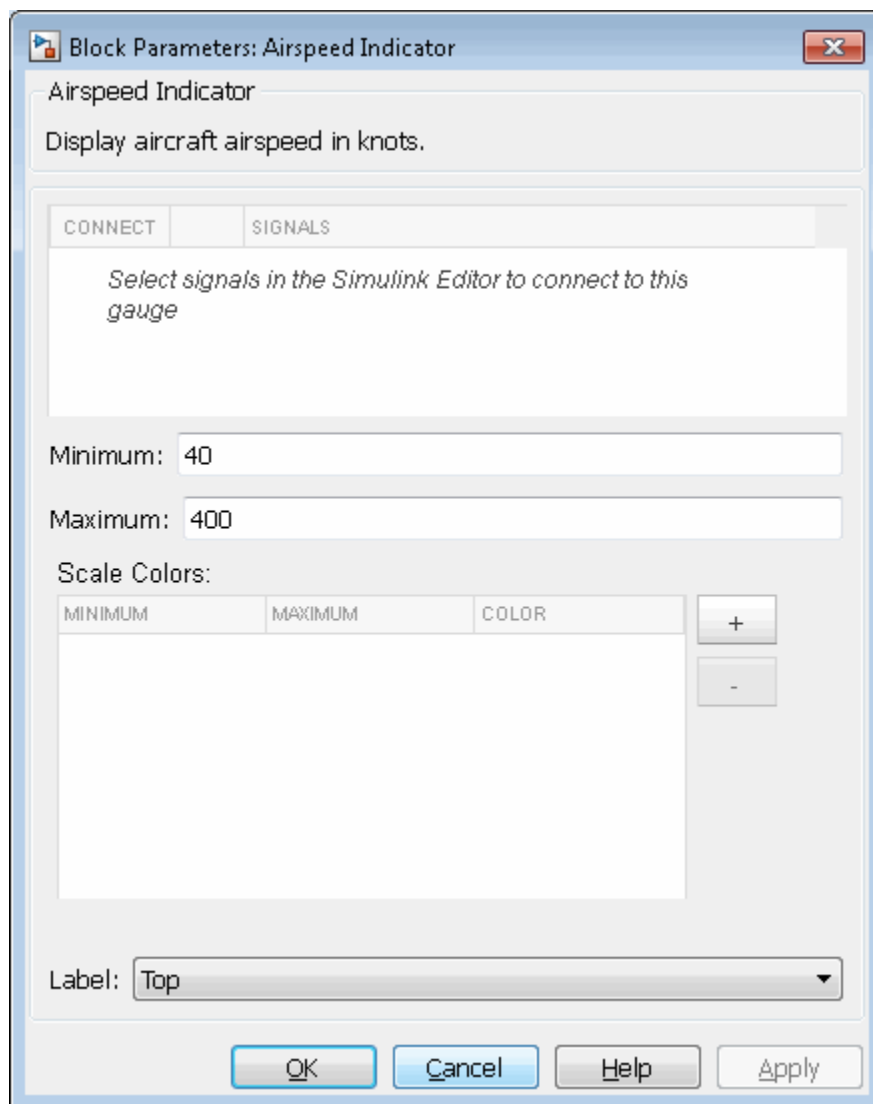 Block Parameters: Airspeed Indicator
Airspeed Indicator
Display aircraft airspeed in knots.
CONNECT SIGNALS
Select signals in the Simulink Editor to connect to this
gauge
Minimum: 40
Maximum: 400
Scale Colors:
MINIMUM MAXIMUM COLOR
+
-
Label: Top
OK Cancel Help Apply